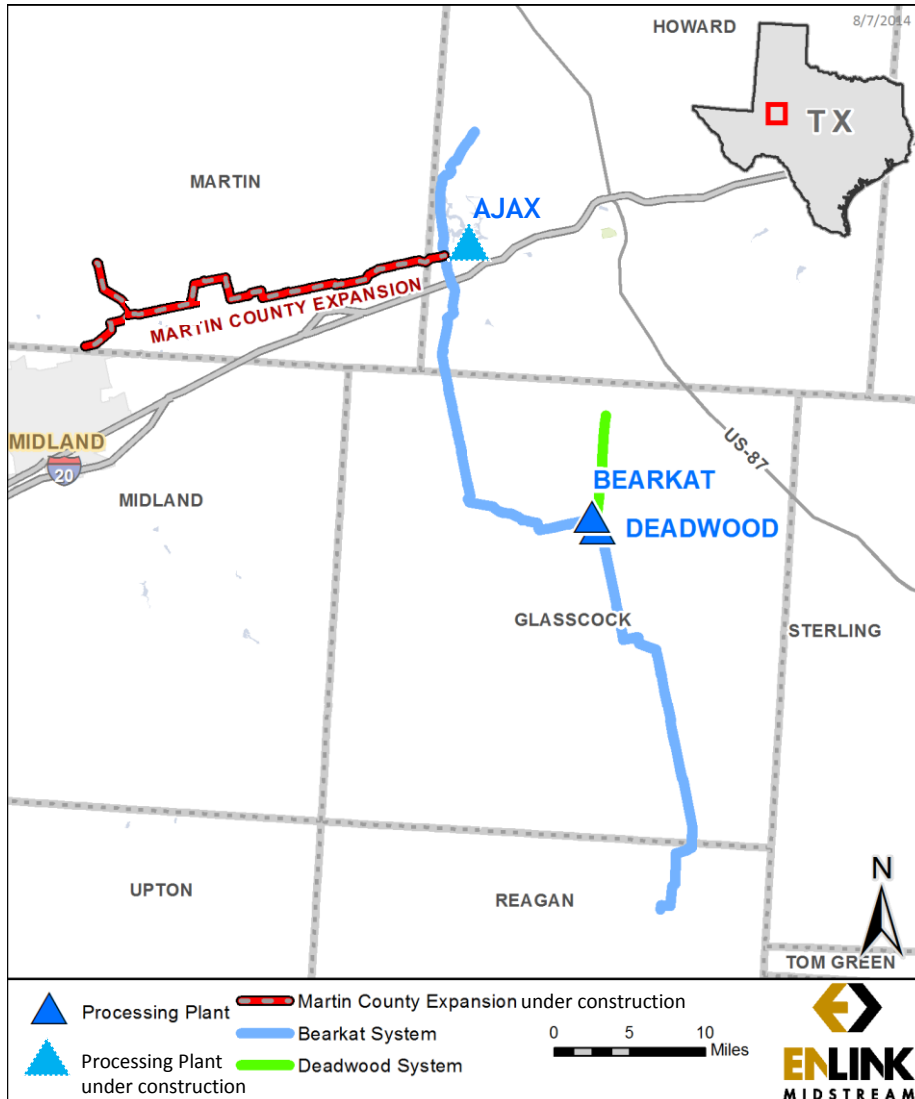 8/7/2014
HOWARD
TX
MARTIN
AJAX
MARTIN COUNTY EXPANSION
MIDLAND
20
MIDLAND
US-87
BEARKAT
DEADWOOD
GLASSCOCK
STERLING
UPTON
REAGAN
N
TOM GREEN
Processing Plant
Processing Plant
under construction
Martin County Expansion under construction
Bearkat System
Deadwood System
0 5 10
Miles
ENLINK
MIDSTREAM